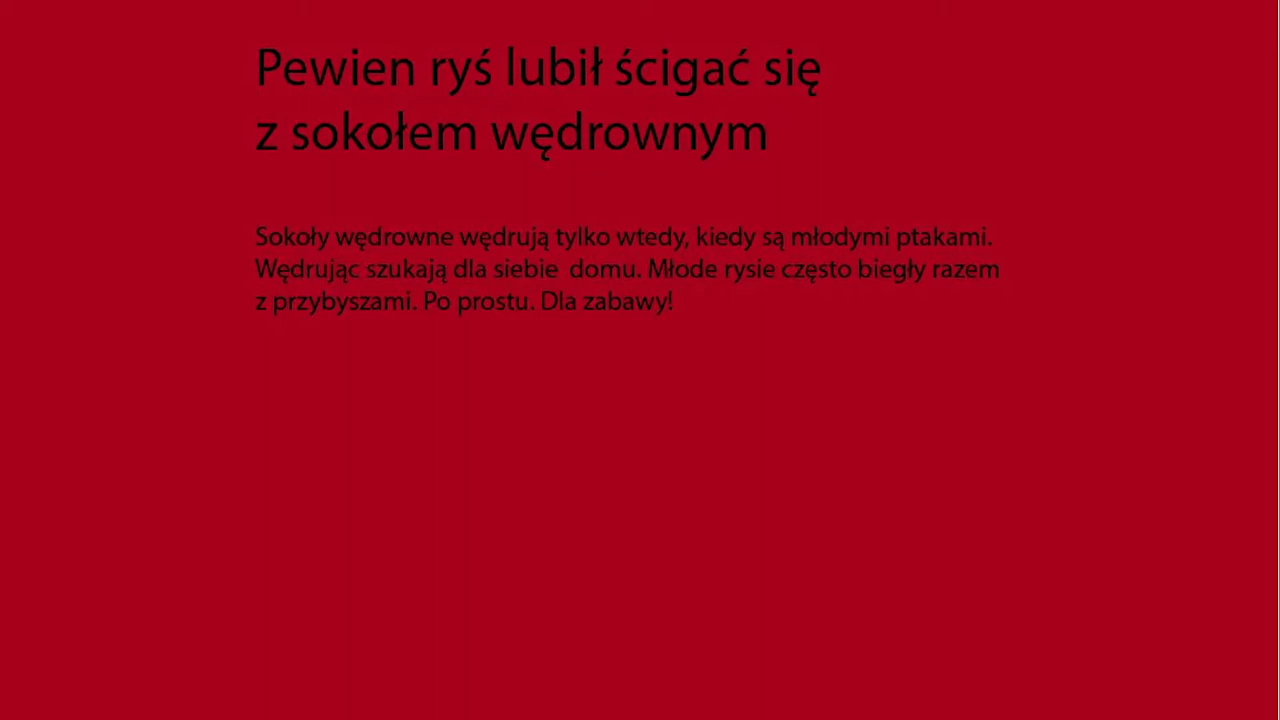 Pewien ryś lubił ścigać się
z sokołem wędrownym
Sokoły wędrowne wędrują tylko wtedy, kiedy są młodymi ptakami.
Wędrując szukają dla siebie  domu. Młode rysie często biegły razem
z przybyszami. Po prostu. Dla zabawy!